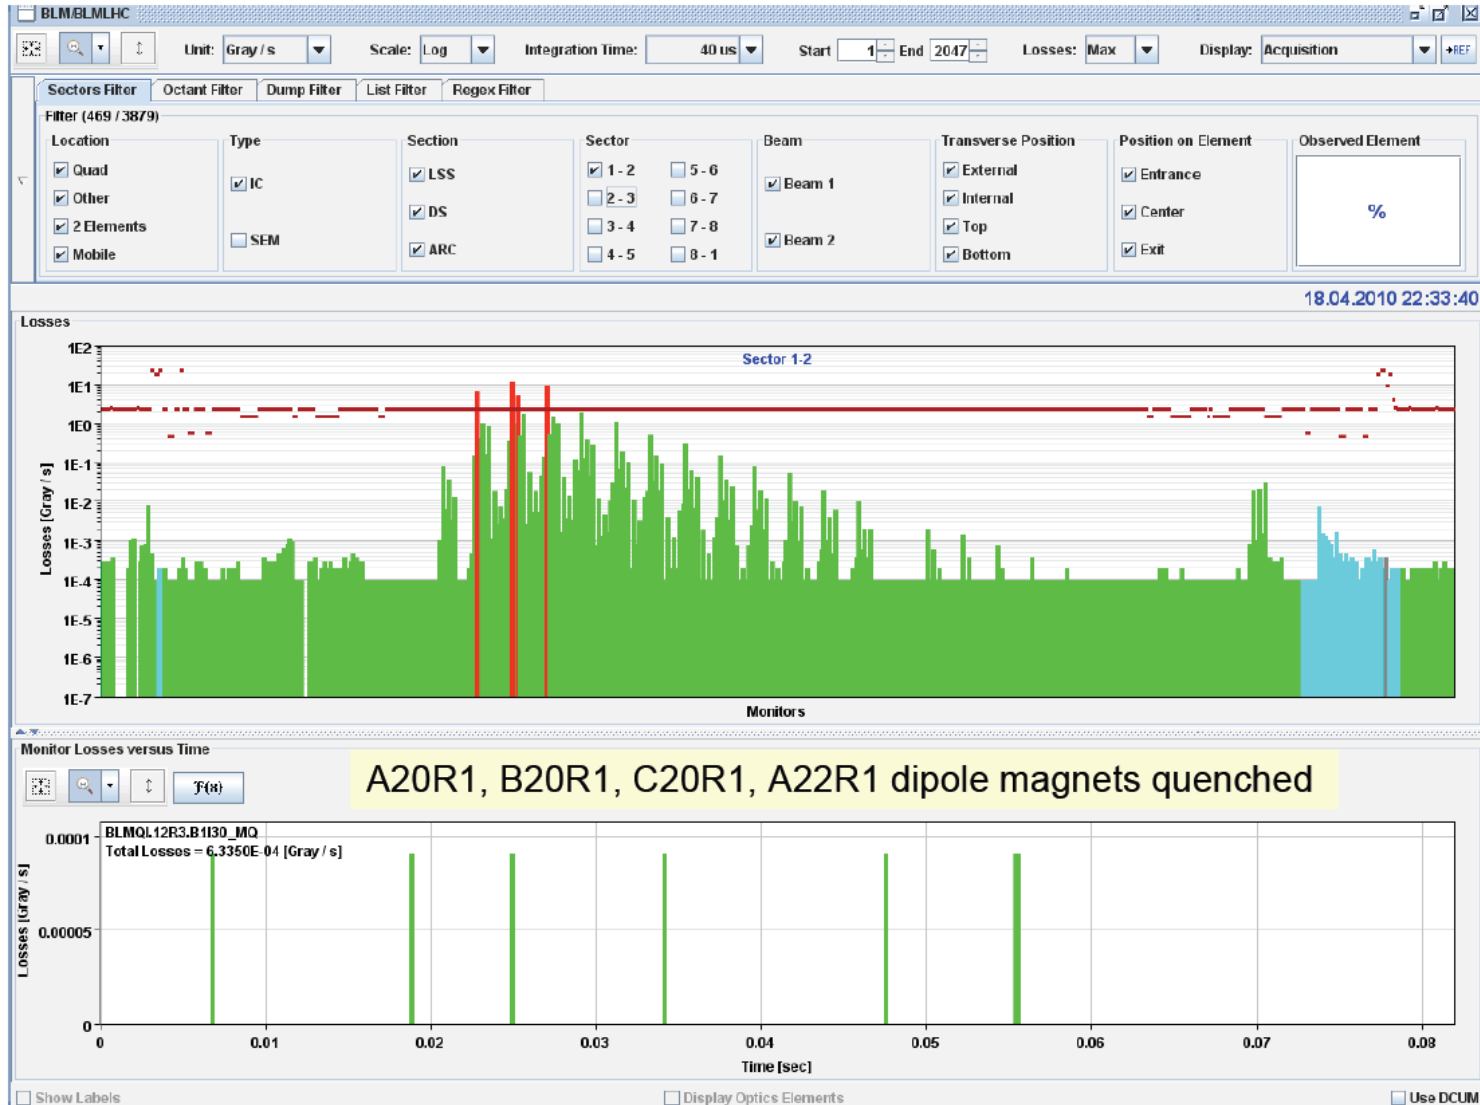 BLM/BLMLHC
Unit: Gray / s Scale: Log Integration Time: 40 us Start 1 End 2047 Losses: Max Display: Acquisition →REF
Sectors Filter Octant Filter Dump Filter List Filter Regex Filter
Filter (469 / 3879)
Location Type Section Sector Beam Transverse Position Position on Element Observed Element
Quad IC LSS 1 - 2 5 - 6 Beam 1 External Entrance %
Other DS 2 - 3 6 - 7 Internal Center
2 Elements SEM ARC 3 - 4 7 - 8 Beam 2 Top Exit
Mobile 4 - 5 8 - 1 Bottom
18.04.2010 22:33:40
Losses
Sector 1-2
1E2
1E1
1E0
1E-1
1E-2
1E-3
1E-4
1E-5
1E-6
1E-7
Losses [Gray / s]
Monitors
Monitor Losses versus Time
F(x)
A20R1, B20R1, C20R1, A22R1 dipole magnets quenched
BLMQI.12R3.B1I30_MQ
Total Losses = 6.3350E-04 [Gray / s]
0.0001
0.00005
0
Losses [Gray / s]
0 0.01 0.02 0.03 0.04 0.05 0.06 0.07 0.08
Time [sec]
Show Labels Display Optics Elements Use DCUM